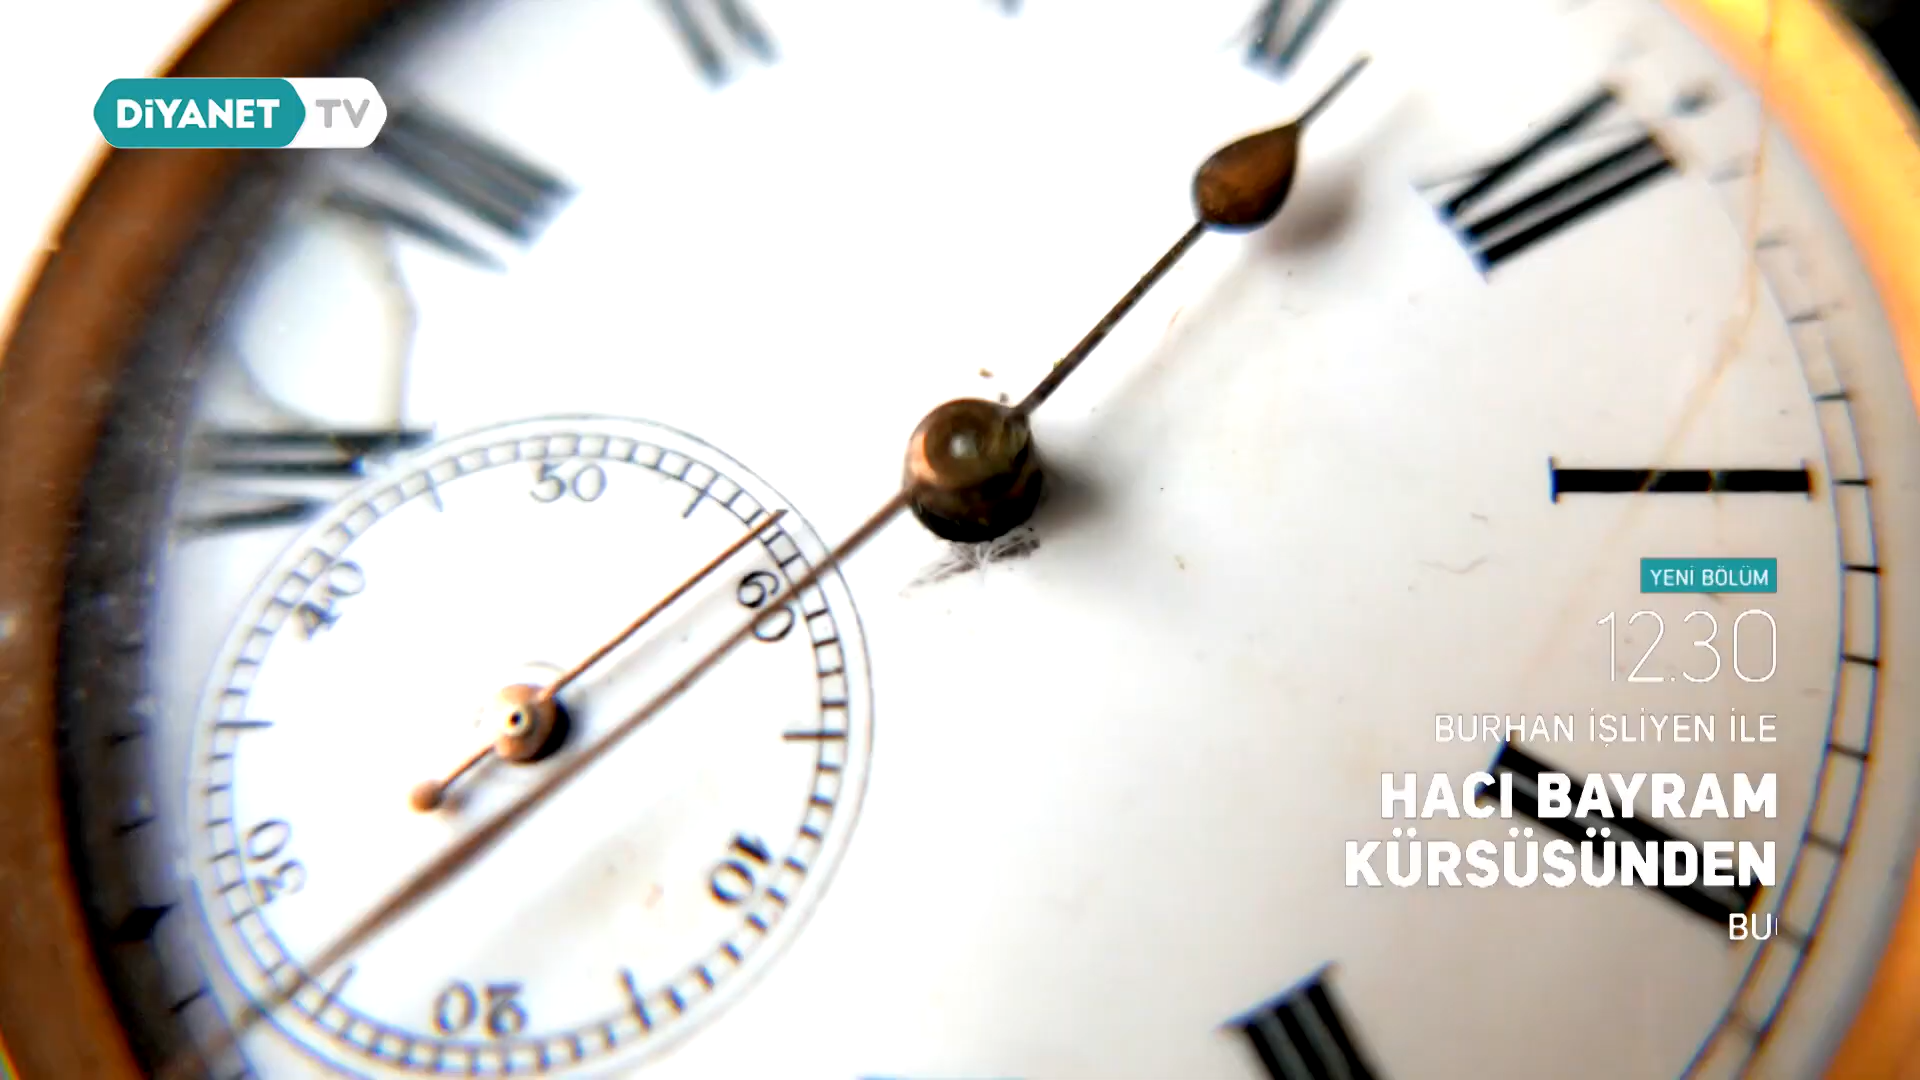 DİYANET TV
50
60
40
30
10
20
YENİ BÖLÜM
12.30
BURHAN İŞLİYEN İLE
HACI BAYRAM
KÜRSÜSÜNDEN
BU